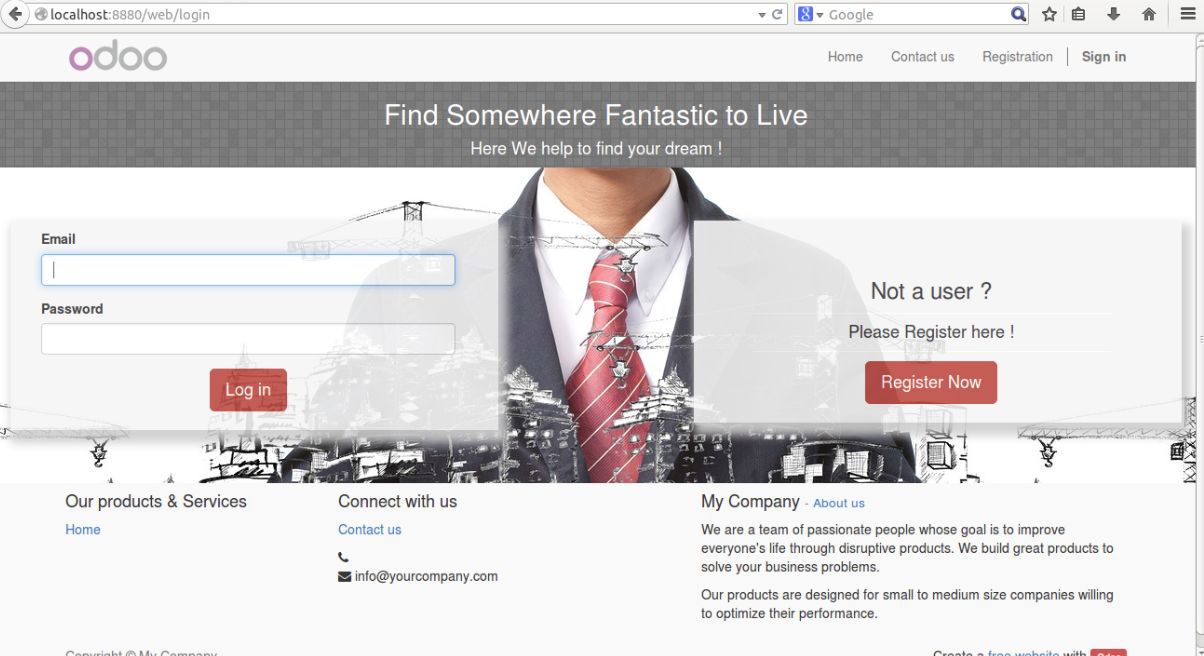 localhost:8880/web/login
Google
odoo
Home Contact us Registration Sign in
Find Somewhere Fantastic to Live
Here We help to find your dream !
Email
Password
Log in
Not a user ?
Please Register here !
Register Now
Our products & Services
Home
Connect with us
Contact us
info@yourcompany.com
My Company - About us
We are a team of passionate people whose goal is to improve
everyone's life through disruptive products. We build great products to
solve your business problems.
Our products are designed for small to medium size companies willing
to optimize their performance.
Copyright © My Company
Create a free website with Odoo